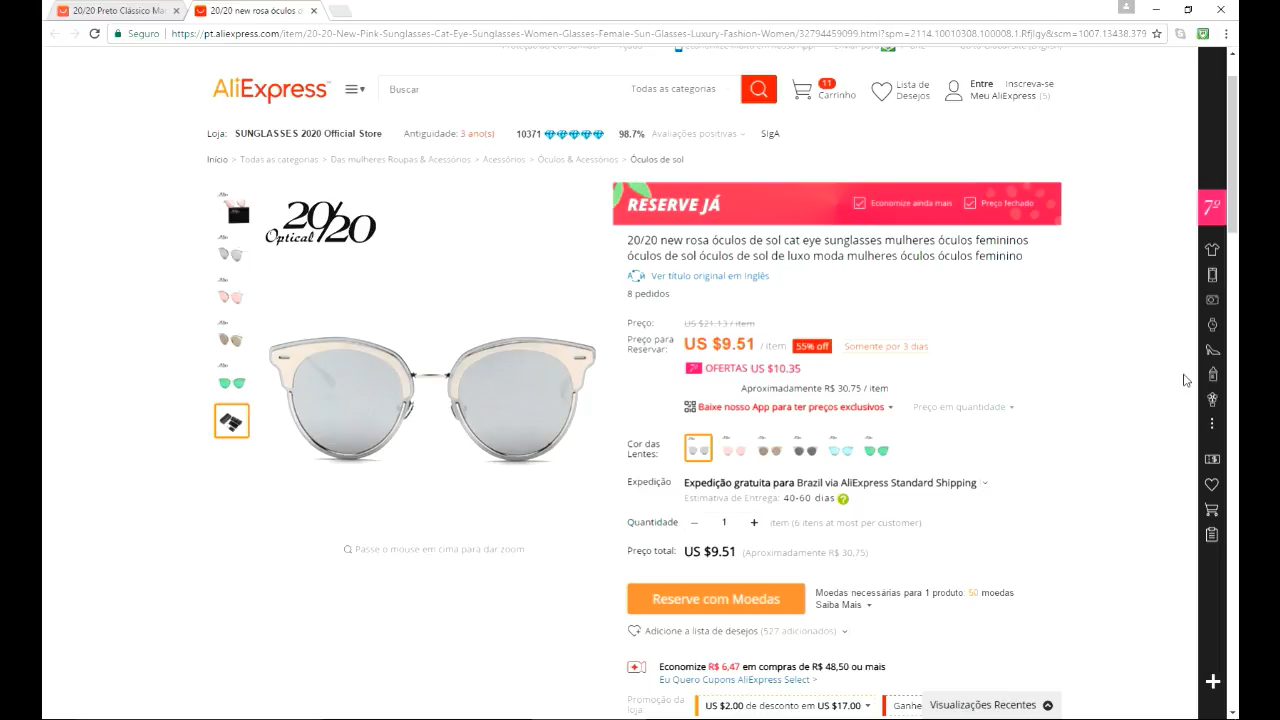 20/20 Preto Clássico Ma
20/20 new rosa óculos d
Seguro
https://pt.aliexpress.com/item/20-20-New-Pink-Sunglasses-Cat-Eye-Sunglasses-Women-Glasses-Female-Sun-Glasses-Luxury-Fashion-Women/32794459099.html?spm=2114.10010308.100008.1.RfjIqy&scm=1007.13438.379
AliExpress
Buscar
Todas as categorias
11
Carrinho
Lista de
Desejos
Entre Inscreva-se
Meu AliExpress (5)
Loja: SUNGLASSES 2020 Official Store Antiguidade: 3 ano(s) 10371 98.7% Avaliações positivas SIgA
Início > Todas as categorias > Das mulheres Roupas & Acessórios > Acessórios > Óculos & Acessórios > Óculos de sol
20/20
Optical
RESERVE JÁ
Economize ainda mais
Preço fechado
20/20 new rosa óculos de sol cat eye sunglasses mulheres óculos femininos
óculos de sol óculos de sol de luxo moda mulheres óculos óculos feminino
Ver título original em Inglês
8 pedidos
Preço: US $21.13 / item
Preço para
Reservar: US $9.51 / item 55% off Somente por 3 dias
7º OFERTAS US $10.35
Aproximadamente R$ 30,75 / item
Baixe nosso App para ter preços exclusivos
Preço em quantidade
Cor das
Lentes:
Expedição Expedição gratuita para Brazil via AliExpress Standard Shipping
Estimativa de Entrega: 40-60 dias
Quantidade – 1 + item (6 itens at most per customer)
Preço total: US $9.51 (Aproximadamente R$ 30,75)
Passe o mouse em cima para dar zoom
Reserve com Moedas
Moedas necessárias para 1 produto. 50 moedas
Saiba Mais
Adicione a lista de desejos (527 adicionados)
Economize R$ 6,47 em compras de R$ 48,50 ou mais
Eu Quero Cupons AliExpress Select >
Promoção da
loja: US $2.00 de desconto em US $17.00
Ganhe
Visualizações Recentes
7º